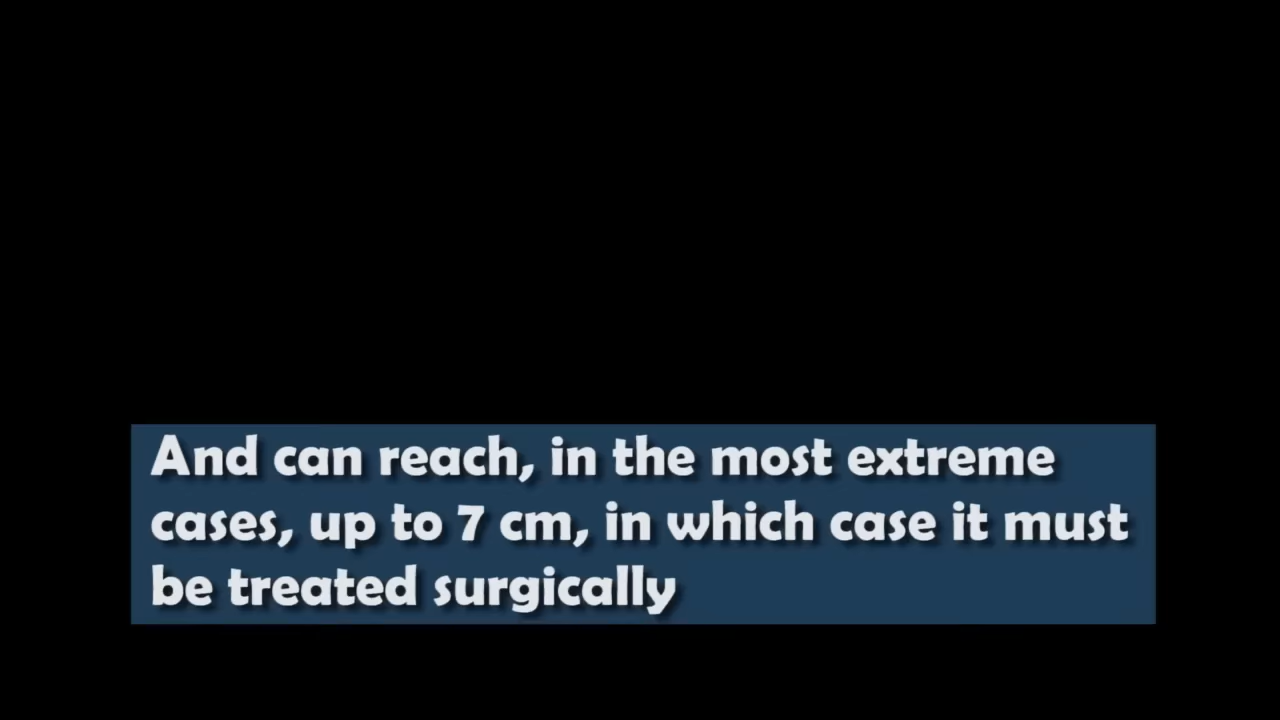 And can reach, in the most extreme
cases, up to 7 cm, in which case it must
be treated surgically